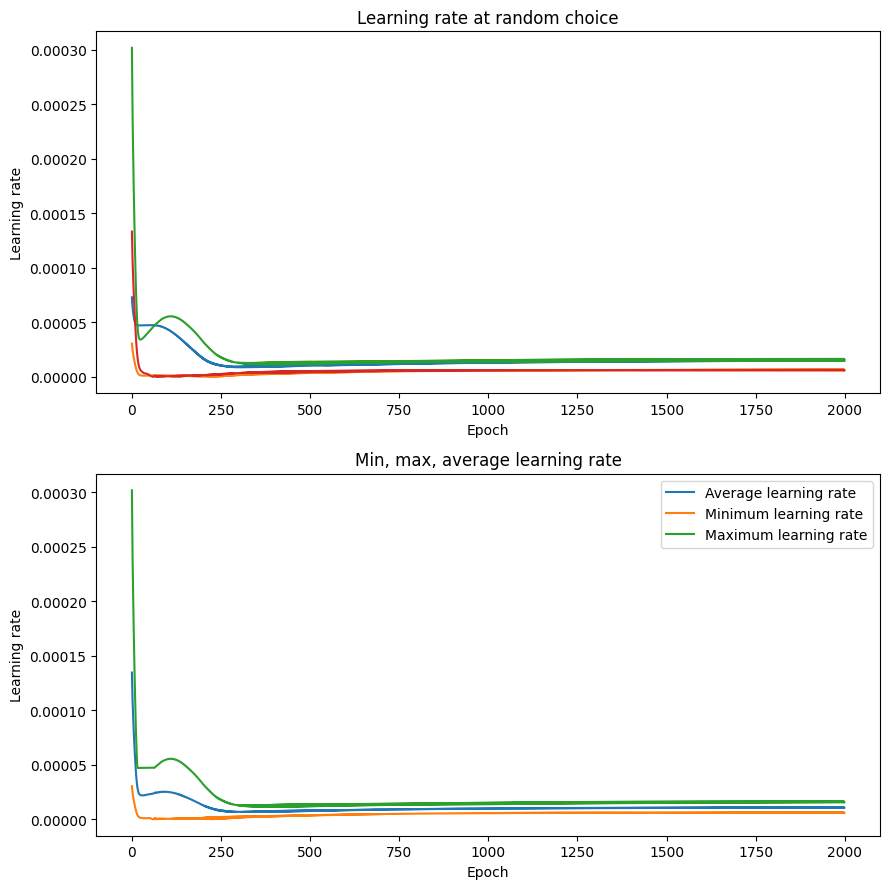 Learning rate at random choice
Learning rate
0.00030
0.00025
0.00020
0.00015
0.00010
0.00005
0.00000
0 250 500 750 1000 1250 1500 1750 2000
Epoch
Min, max, average learning rate
Learning rate
0.00030
0.00025
0.00020
0.00015
0.00010
0.00005
0.00000
Average learning rate
Minimum learning rate
Maximum learning rate
0 250 500 750 1000 1250 1500 1750 2000
Epoch